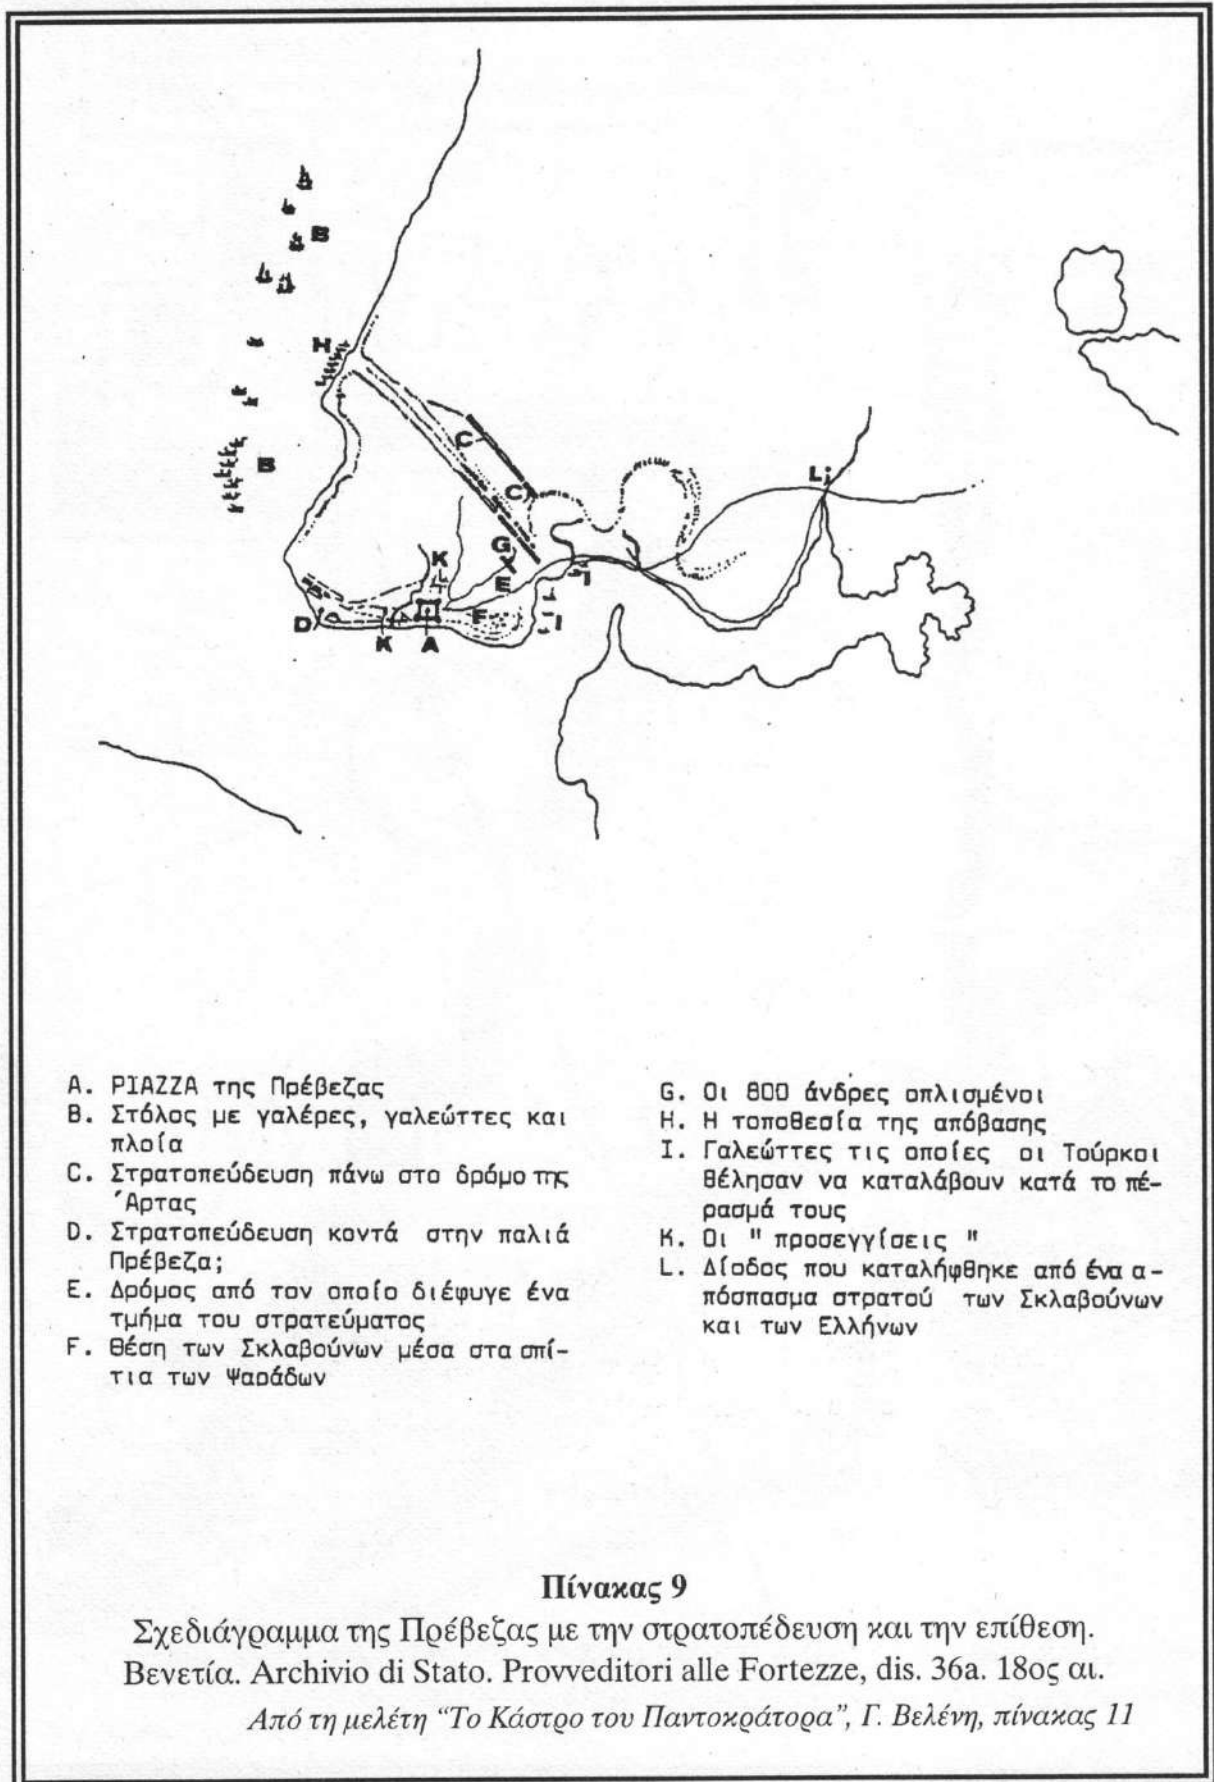 B
H
B
C
C
L
G
K
E
I
D
F
I
K
A
A. PIAZZA της Πρέβεζας
B. Στόλος με γαλέρες, γαλεώττες και
πλοία
C. Στρατοπεύδευση πάνω στο δρόμο της
Άρτας
D. Στρατοπεύδευση κοντά στην παλιά
Πρέβεζα;
E. Δρόμος από τον οποίο διέφυγε ένα
τμήμα του στρατεύματος
F. Θέση των Σκλαβούνων μέσα στα σπί-
τια των Ψαράδων
G. Οι 800 άνδρες οπλισμένοι
H. Η τοποθεσία της απόβασης
I. Γαλεώττες τις οποίες οι Τούρκοι
θέλησαν να καταλάβουν κατά το πέ-
ρασμά τους
K. Οι " προσεγγίσεις "
L. Δίοδος που καταλήφθηκε από ένα α-
πόσπασμα στρατού των Σκλαβούνων
και των Ελλήνων
Πίνακας 9
Σχεδιάγραμμα της Πρέβεζας με την στρατοπέδευση και την επίθεση.
Βενετία. Archivio di Stato. Provveditori alle Fortezze, dis. 36a. 18ος αι.
Από τη μελέτη “Το Κάστρο του Παντοκράτορα”, Γ. Βελένη, πίνακας 11